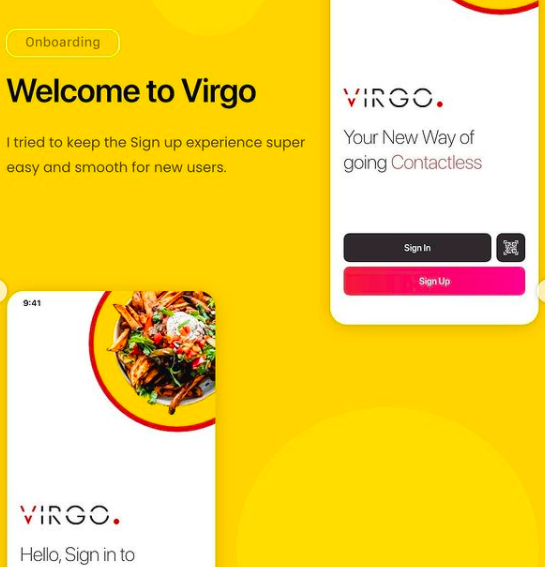 Onboarding
Welcome to Virgo
I tried to keep the Sign up experience super
easy and smooth for new users.
VIRGO.
Your New Way of
going Contactless
Sign In
Sign Up
9:41
VIRGO.
Hello, Sign in to